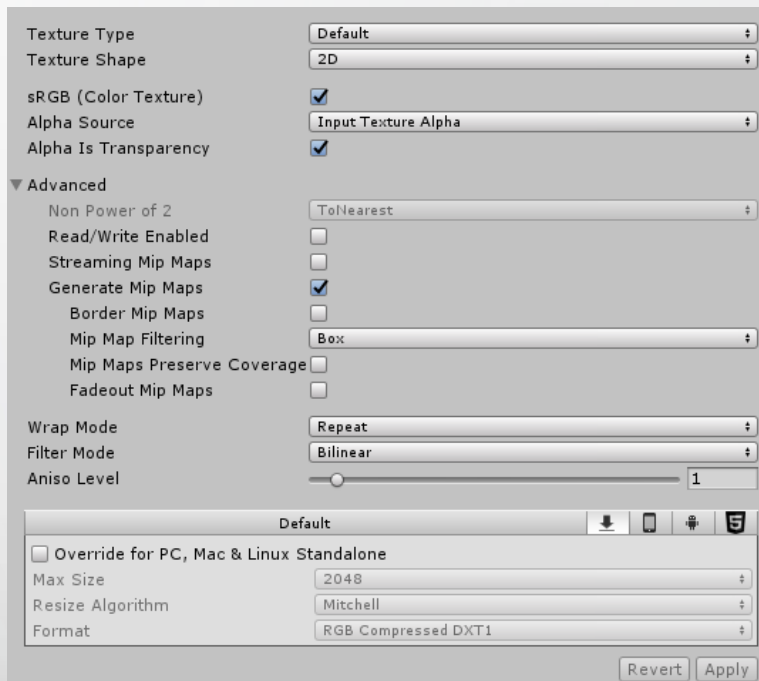 Texture Type Default
Texture Shape 2D
sRGB (Color Texture)
Alpha Source Input Texture Alpha
Alpha Is Transparency
Advanced
Non Power of 2 ToNearest
Read/Write Enabled
Streaming Mip Maps
Generate Mip Maps
Border Mip Maps
Mip Map Filtering Box
Mip Maps Preserve Coverage
Fadeout Mip Maps
Wrap Mode Repeat
Filter Mode Bilinear
Aniso Level 1
Default 5
Override for PC, Mac & Linux Standalone
Max Size 2048
Resize Algorithm Mitchell
Format RGB Compressed DXT1
Revert Apply